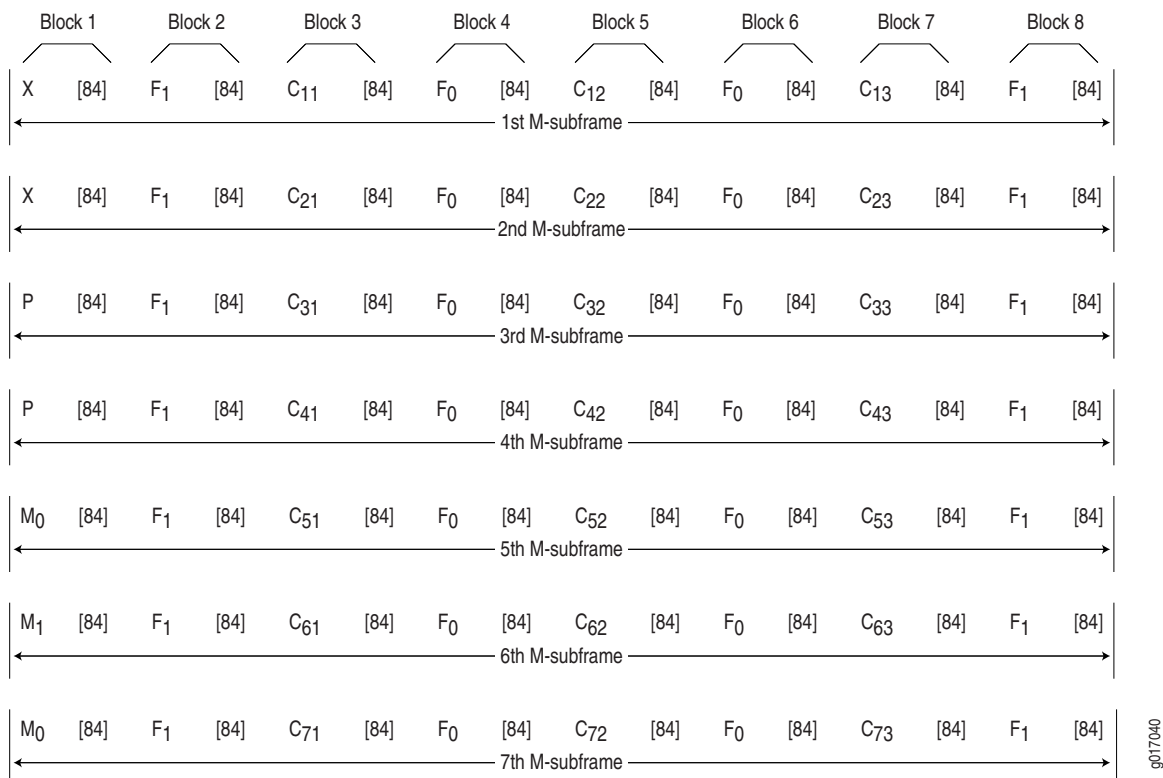 Block 1 Block 2 Block 3 Block 4 Block 5 Block 6 Block 7 Block 8
X [84] F1 [84] C11 [84] F0 [84] C12 [84] F0 [84] C13 [84] F1 [84]
1st M-subframe
X [84] F1 [84] C21 [84] F0 [84] C22 [84] F0 [84] C23 [84] F1 [84]
2nd M-subframe
P [84] F1 [84] C31 [84] F0 [84] C32 [84] F0 [84] C33 [84] F1 [84]
3rd M-subframe
P [84] F1 [84] C41 [84] F0 [84] C42 [84] F0 [84] C43 [84] F1 [84]
4th M-subframe
M0 [84] F1 [84] C51 [84] F0 [84] C52 [84] F0 [84] C53 [84] F1 [84]
5th M-subframe
M1 [84] F1 [84] C61 [84] F0 [84] C62 [84] F0 [84] C63 [84] F1 [84]
6th M-subframe
M0 [84] F1 [84] C71 [84] F0 [84] C72 [84] F0 [84] C73 [84] F1 [84]
7th M-subframe
g017040